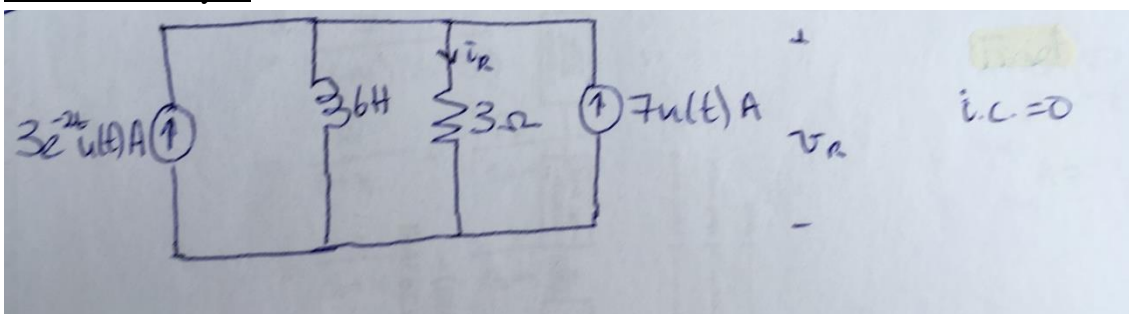 3e^-2t u(t) A
6H
i_R
3Ω
7u(t) A
+
v_R
-
i.c. = 0